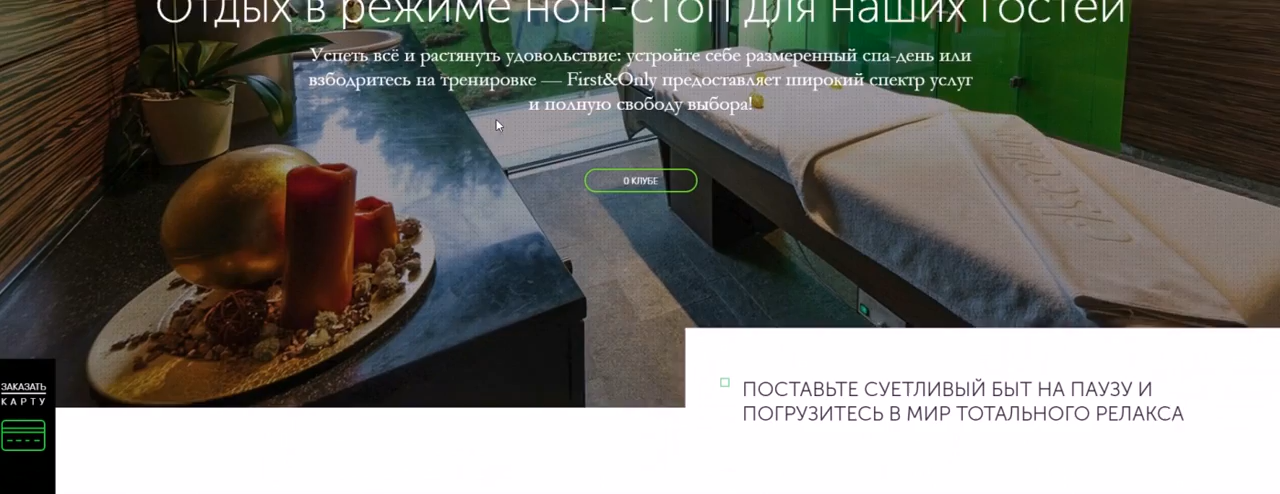 Отдых в режиме нон-стоп для наших гостей
Успеть всё и растянуть удовольствие: устройте себе размеренный спа-день или
взбодритесь на тренировке — First&Only предоставляет широкий спектр услуг
и полную свободу выбора!
О КЛУБЕ
ПОСТАВЬТЕ СУЕТЛИВЫЙ БЫТ НА ПАУЗУ И
ПОГРУЗИТЕСЬ В МИР ТОТАЛЬНОГО РЕЛАКСА
ЗАКАЗАТЬ
КАРТУ